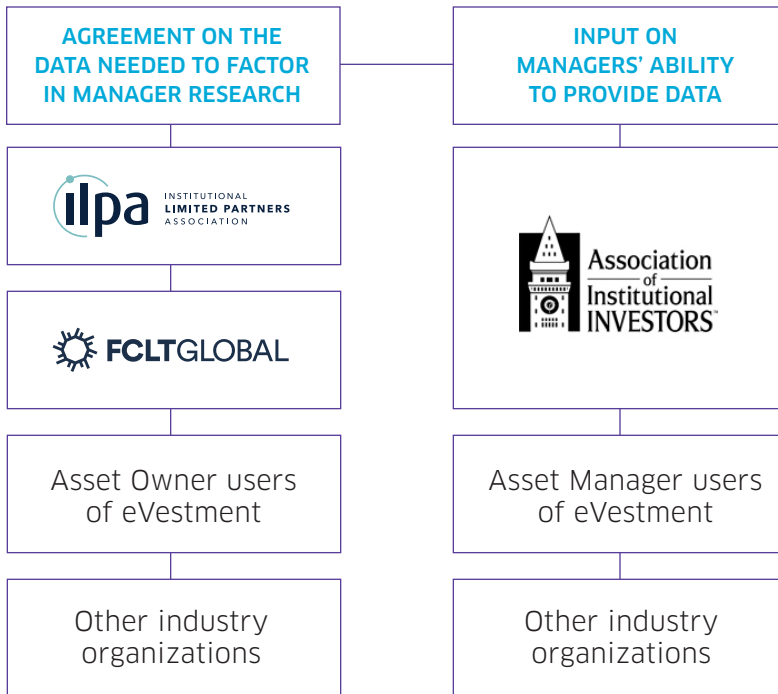 AGREEMENT ON THE
DATA NEEDED TO FACTOR
IN MANAGER RESEARCH
ilpa
INSTITUTIONAL
LIMITED PARTNERS
ASSOCIATION
FCLTGLOBAL
Asset Owner users
of eVestment
Other industry
organizations
INPUT ON
MANAGERS’ ABILITY
TO PROVIDE DATA
Association
of
Institutional
INVESTORS™
Asset Manager users
of eVestment
Other industry
organizations